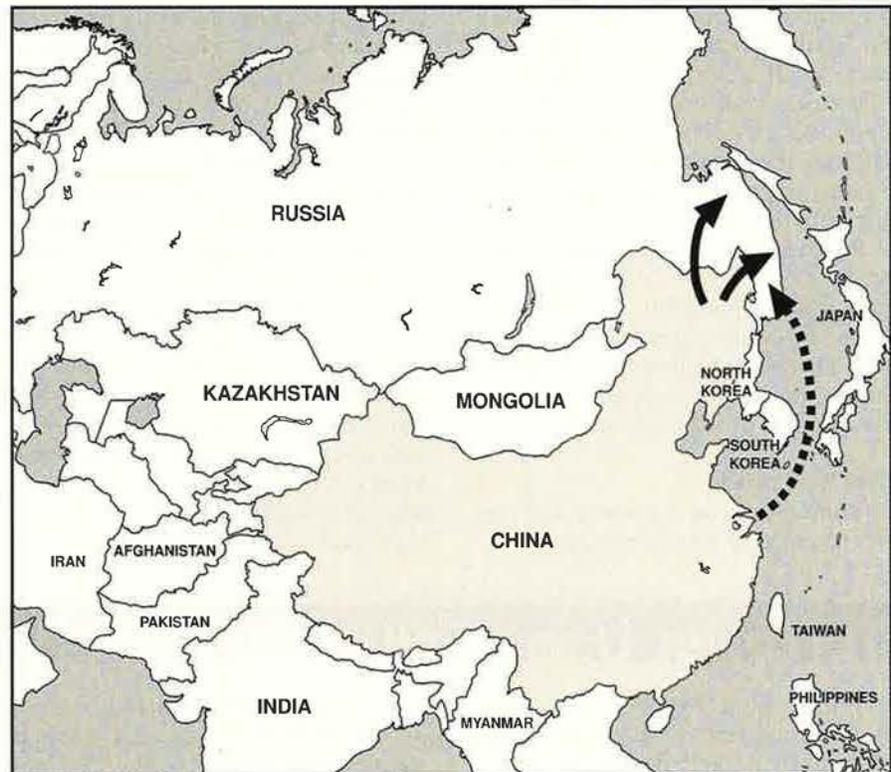 RUSSIA
JAPAN
NORTH
KOREA
KAZAKHSTAN
MONGOLIA
SOUTH
KOREA
CHINA
IRAN
AFGHANISTAN
PAKISTAN
TAIWAN
PHILIPPINES
INDIA
MYANMAR